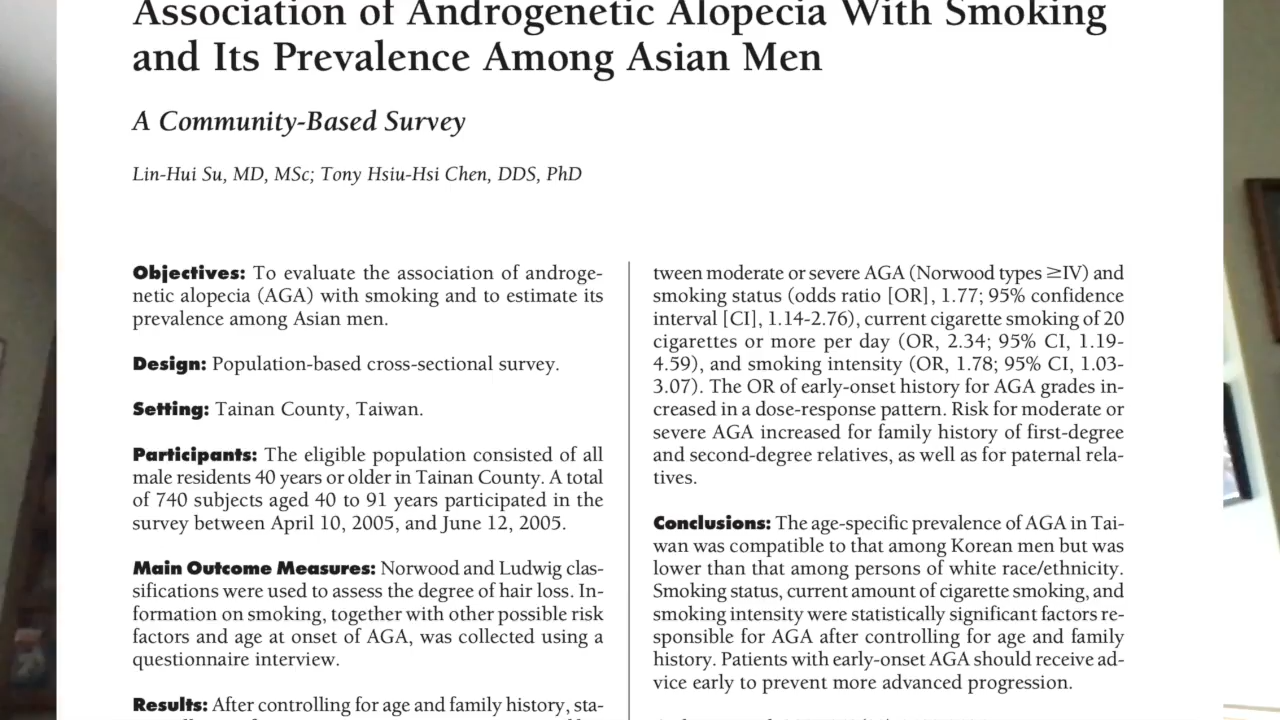 Association of Androgenetic Alopecia With Smoking
and Its Prevalence Among Asian Men
A Community-Based Survey
Lin-Hui Su, MD, MSc; Tony Hsiu-Hsi Chen, DDS, PhD
Objectives: To evaluate the association of androge-
netic alopecia (AGA) with smoking and to estimate its
prevalence among Asian men.
Design: Population-based cross-sectional survey.
Setting: Tainan County, Taiwan.
Participants: The eligible population consisted of all
male residents 40 years or older in Tainan County. A total
of 740 subjects aged 40 to 91 years participated in the
survey between April 10, 2005, and June 12, 2005.
Main Outcome Measures: Norwood and Ludwig clas-
sifications were used to assess the degree of hair loss. In-
formation on smoking, together with other possible risk
factors and age at onset of AGA, was collected using a
questionnaire interview.
Results: After controlling for age and family history, sta-
tween moderate or severe AGA (Norwood types ≥IV) and
smoking status (odds ratio [OR], 1.77; 95% confidence
interval [CI], 1.14-2.76), current cigarette smoking of 20
cigarettes or more per day (OR, 2.34; 95% CI, 1.19-
4.59), and smoking intensity (OR, 1.78; 95% CI, 1.03-
3.07). The OR of early-onset history for AGA grades in-
creased in a dose-response pattern. Risk for moderate or
severe AGA increased for family history of first-degree
and second-degree relatives, as well as for paternal rela-
tives.
Conclusions: The age-specific prevalence of AGA in Tai-
wan was compatible to that among Korean men but was
lower than that among persons of white race/ethnicity.
Smoking status, current amount of cigarette smoking, and
smoking intensity were statistically significant factors re-
sponsible for AGA after controlling for age and family
history. Patients with early-onset AGA should receive ad-
vice early to prevent more advanced progression.